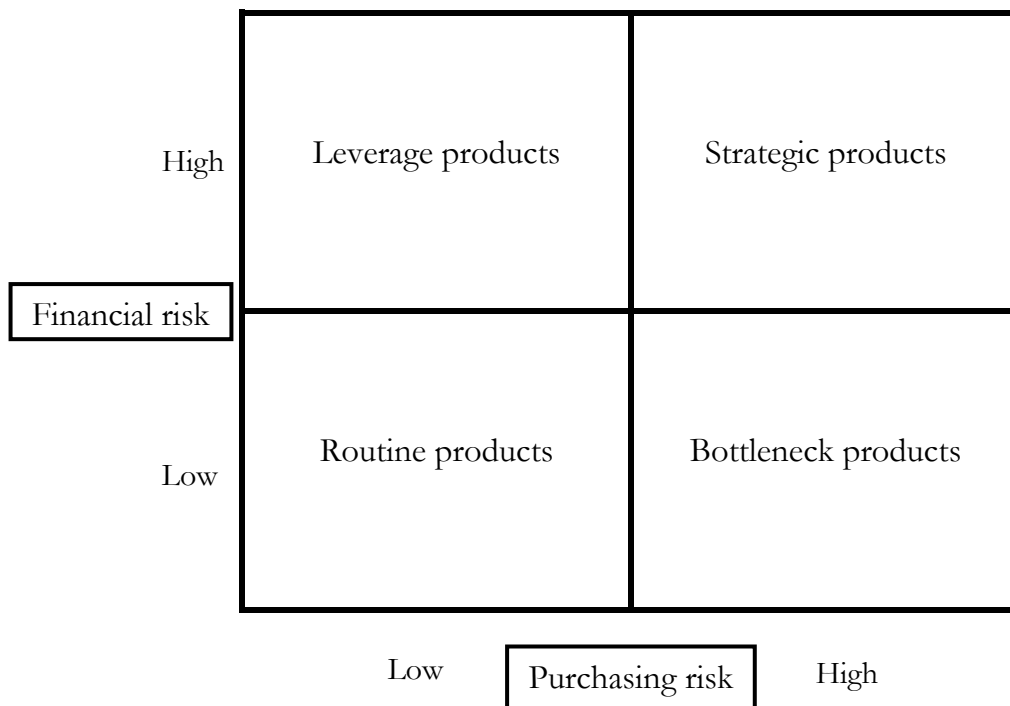 High
Leverage products
Strategic products
Financial risk
Low
Routine products
Bottleneck products
Low
Purchasing risk
High